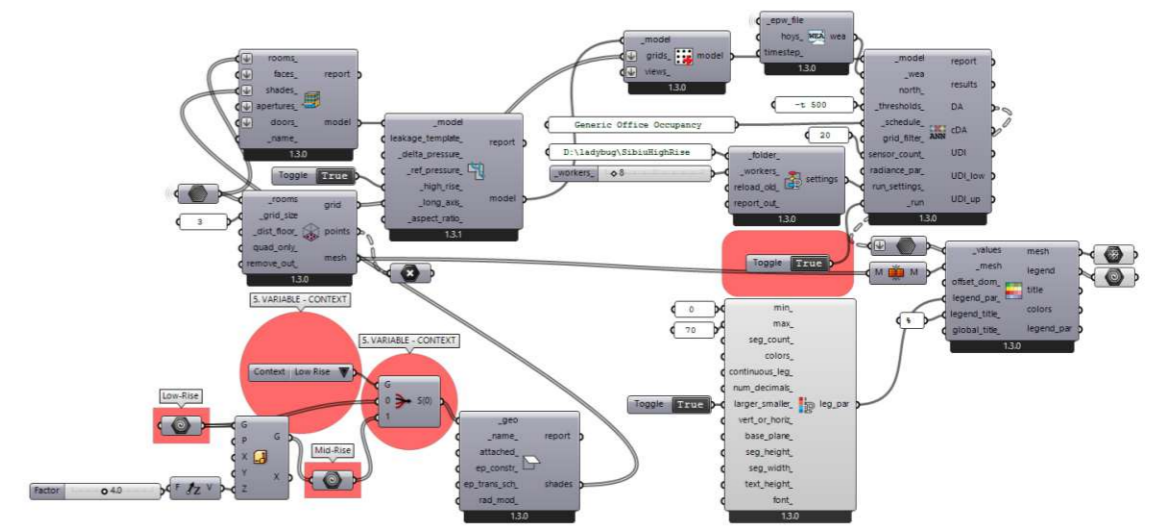 rooms_
faces_
shades_
apertures_
doors_
_name_
report
model
1.3.0
_model
leakage_template_
_delta_pressure_
_ref_pressure_
_high_rise_
_long_axis_
_aspect_ratio_
report
model
1.3.1
Toggle True
3
_rooms
_grid_size
_dist_floor_
quad_only_
remove_out_
grid
points
mesh
1.3.0
_model
grids_
views_
model
1.3.0
_epw_file
hoys_
timestep_
wea
1.3.0
_model
_wea
north_
_thresholds_
_schedule_
grid_filter_
sensor_count_
radiance_par_
run_settings_
_run
report
results
DA
cDA
UDI
UDI_low
UDI_up
1.3.0
-t 500
Generic Office Occupancy
20
D:\ladybug\SibiuHighRise
_workers_ 8
_folder_
_workers_
reload_old_
report_out_
settings
1.3.0
Toggle True
M M
_values
_mesh
offset_dom_
legend_par_
legend_title_
global_title_
mesh
legend
title
colors
legend_par
1.3.0
%
0
70
Toggle True
min_
max_
seg_count_
colors_
continuous_leg_
num_decimals_
larger_smaller_
vert_or_horiz_
base_plane_
seg_height_
seg_width_
text_height_
font_
leg_par
1.3.0
5. VARIABLE - CONTEXT
5. VARIABLE - CONTEXT
Context Low Rise
G
0
1
S(0)
Low-Rise
Mid-Rise
G
P
X
Y
Z
G
X
Factor 4.0
F V
_geo
_name_
attached_
ep_constr_
ep_trans_sch_
rad_mod_
report
shades
1.3.0